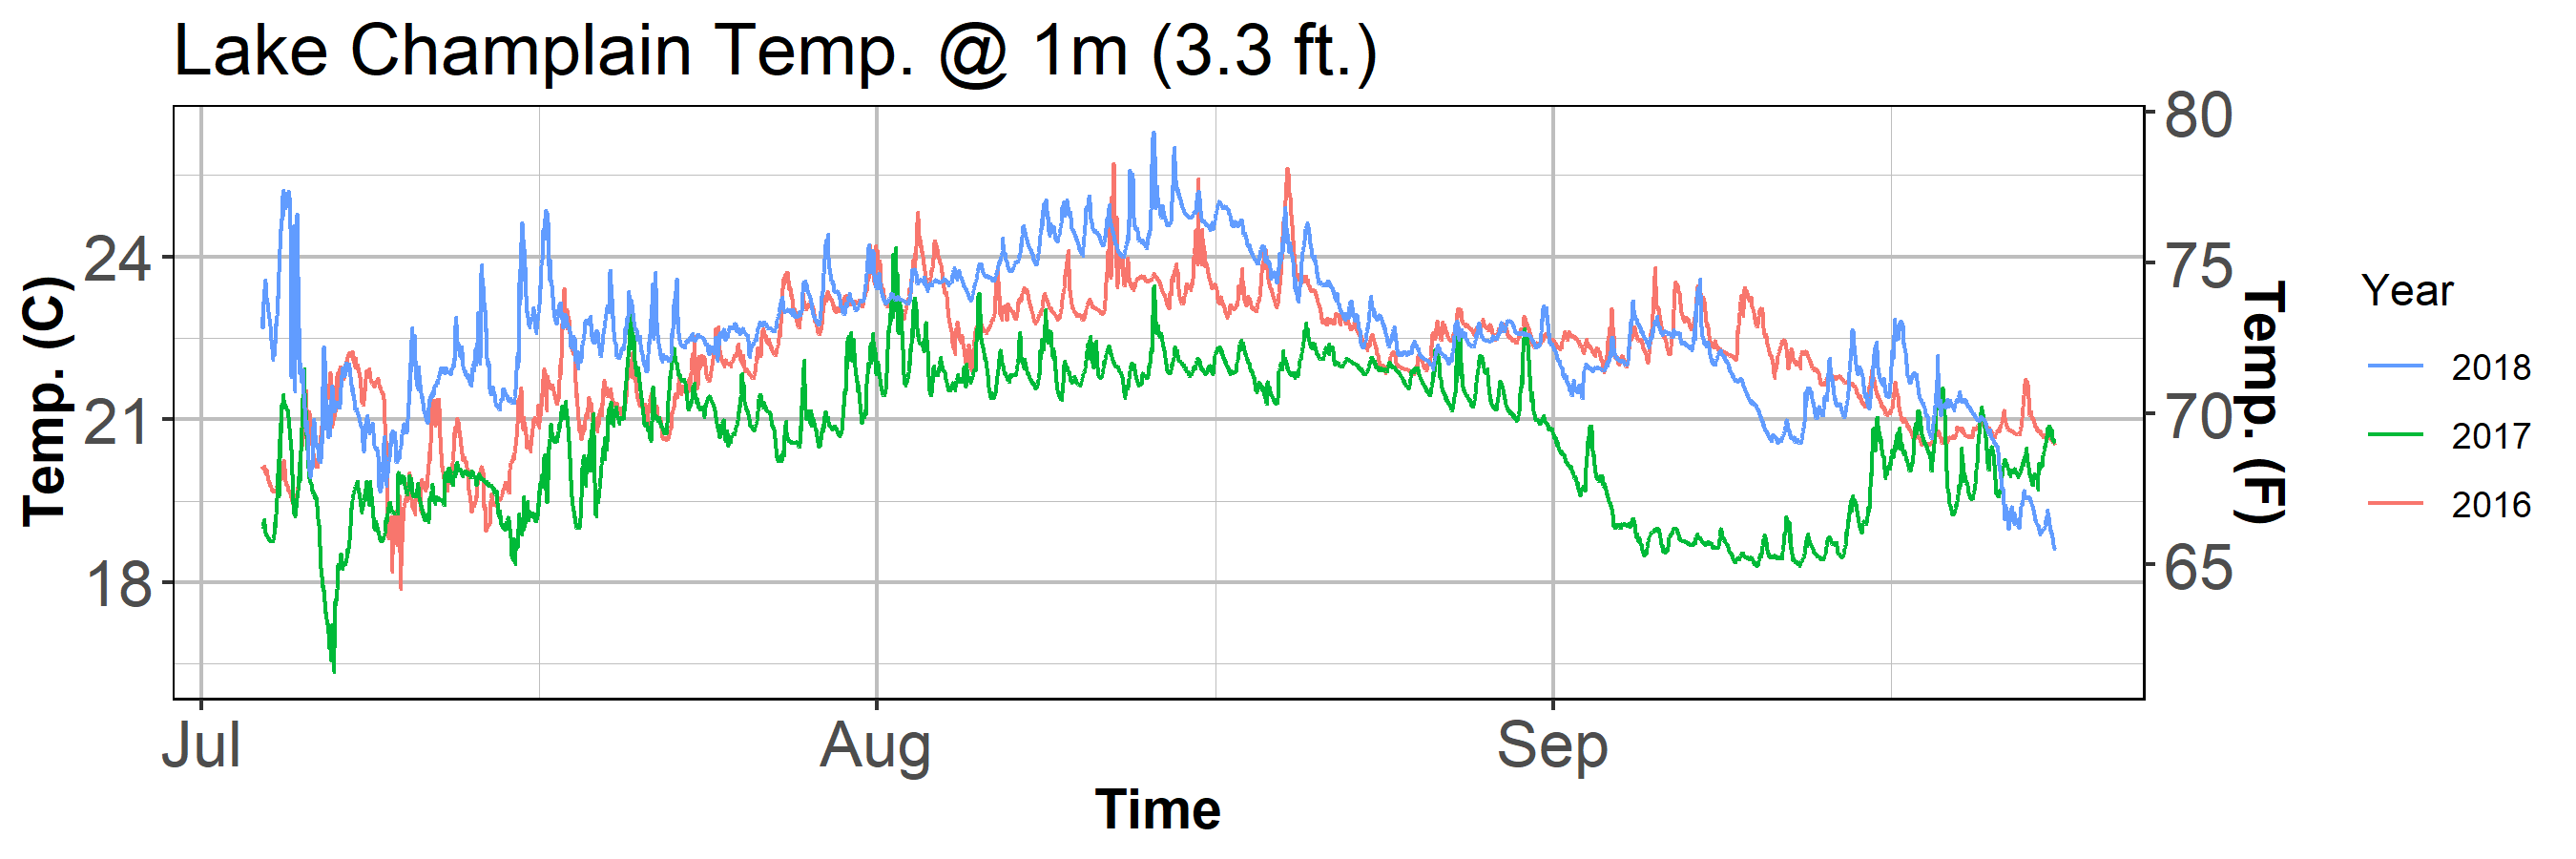 Lake Champlain Temp. @ 1m (3.3 ft.)
Temp. (C)
24
21
18
80
75
70
65
Temp. (F)
Jul
Aug
Sep
Time
Year
2018
2017
2016